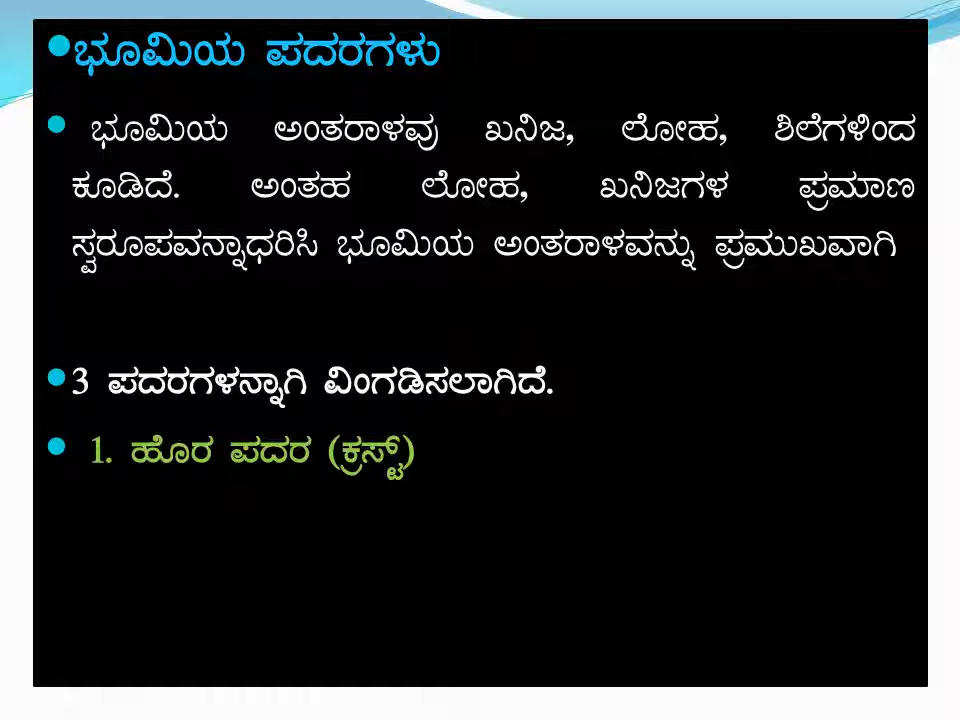 •ಭೂಮಿಯ ಪದರಗಳು
• ಭೂಮಿಯ ಅಂತರಾಳವು ಖನಿಜ, ಲೋಹ, ಶಿಲೆಗಳಿಂದ
ಕೂಡಿದೆ. ಅಂತಹ ಲೋಹ, ಖನಿಜಗಳ ಪ್ರಮಾಣ
ಸ್ವರೂಪವನ್ನಾಧರಿಸಿ ಭೂಮಿಯ ಅಂತರಾಳವನ್ನು ಪ್ರಮುಖವಾಗಿ
•3 ಪದರಗಳನ್ನಾಗಿ ವಿಂಗಡಿಸಲಾಗಿದೆ.
• 1. ಹೊರ ಪದರ (ಕ್ರಸ್ಟ್)